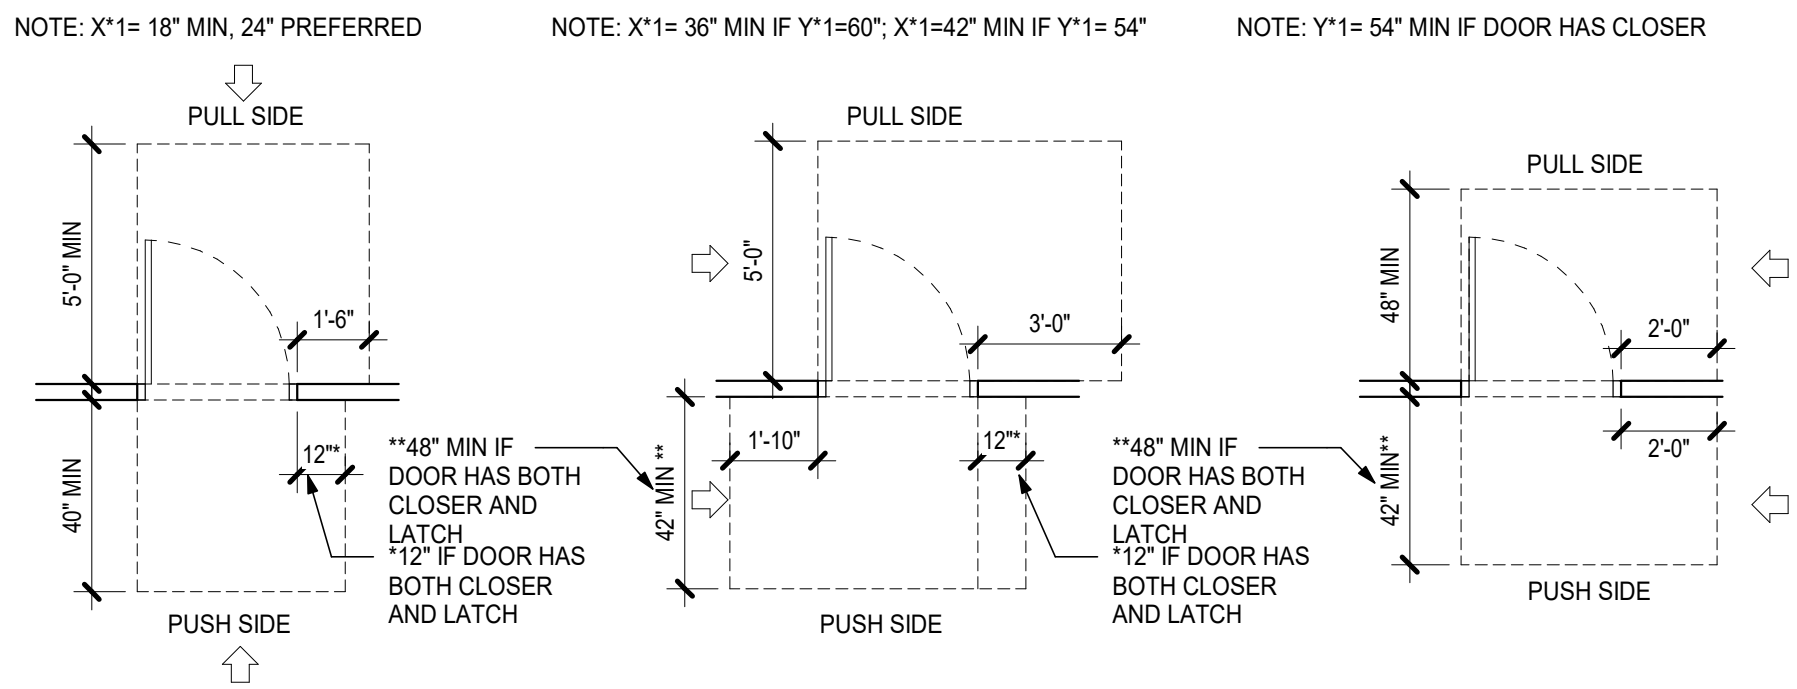 NOTE: X*1= 18" MIN, 24" PREFERRED
PULL SIDE
5'-0" MIN
1'-6"
12"*
40" MIN
PUSH SIDE
**48" MIN IF
DOOR HAS BOTH
CLOSER AND
LATCH
*12" IF DOOR HAS
BOTH CLOSER
AND LATCH
NOTE: X*1= 36" MIN IF Y*1=60"; X*1=42" MIN IF Y*1= 54"
PULL SIDE
5'-0"
3'-0"
1'-10"
12"*
42" MIN **
PUSH SIDE
**48" MIN IF
DOOR HAS BOTH
CLOSER AND
LATCH
*12" IF DOOR HAS
BOTH CLOSER
AND LATCH
NOTE: Y*1= 54" MIN IF DOOR HAS CLOSER
PULL SIDE
48" MIN
2'-0"
2'-0"
42" MIN**
PUSH SIDE